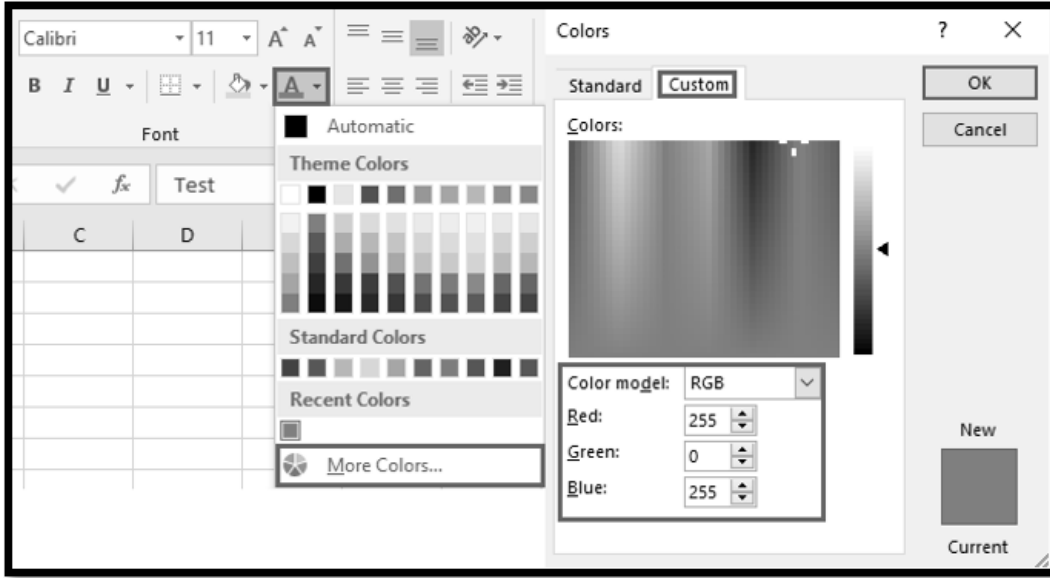 Calibri 11 A A
B I U A
Font
Automatic
Theme Colors
fx Test
C D
Standard Colors
Recent Colors
More Colors...
Colors ? X
Standard Custom
OK
Cancel
Colors:
Color model: RGB
Red: 255
Green: 0
Blue: 255
New
Current